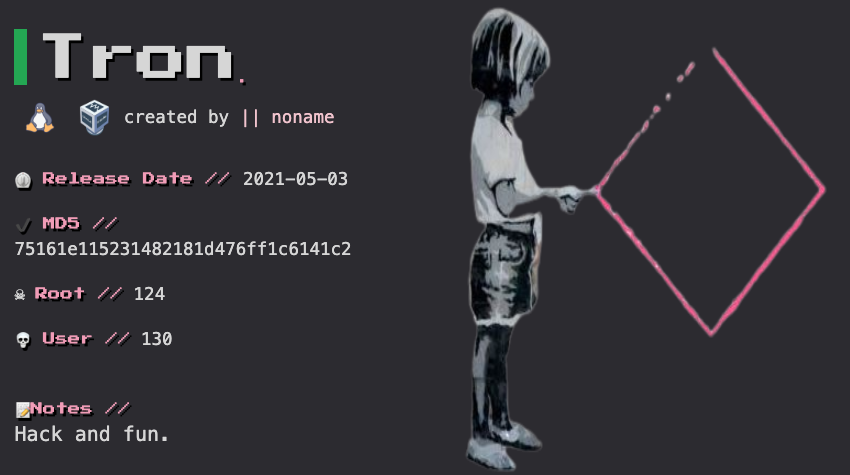 Tron.
created by || noname
Release Date // 2021-05-03
MD5 //
75161e115231482181d476ff1c6141c2
Root // 124
User // 130
Notes //
Hack and fun.